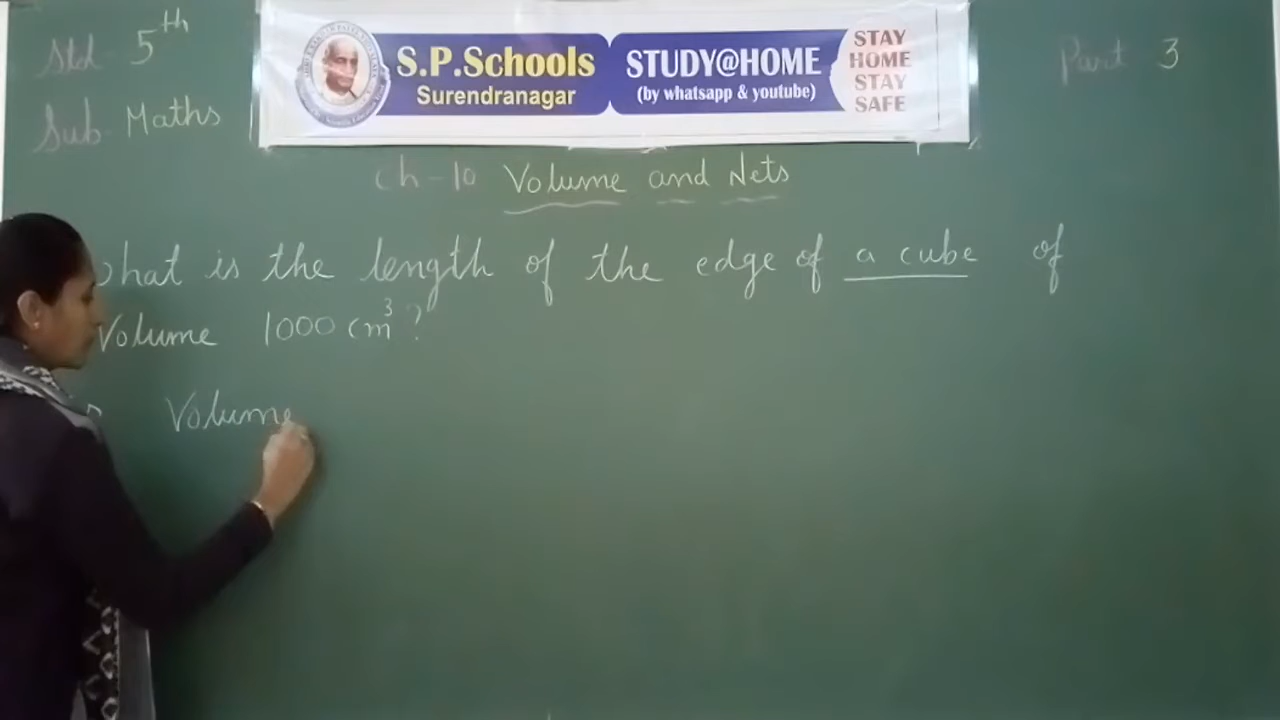 Std 5th
Sub Maths
S.P.Schools
Surendranagar
STUDY@HOME
(by whatsapp & youtube)
STAY
HOME
STAY
SAFE
Part 3
Ch-10 Volume and Nets
What is the length of the edge of a cube of
Volume 1000 cm³?
Volume